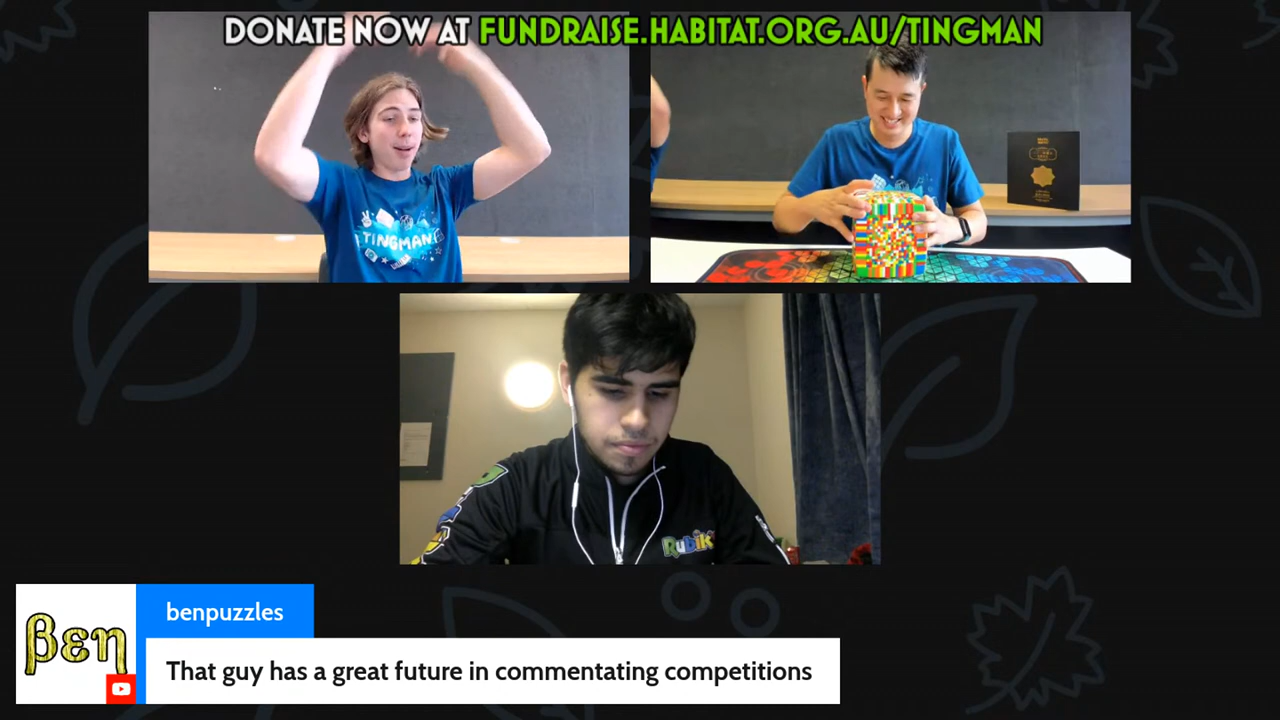 DONATE NOW AT FUNDRAISE.HABITAT.ORG.AU/TINGMAN
TINGMAN
Rubik's
βεη
benpuzzles
That guy has a great future in commentating competitions